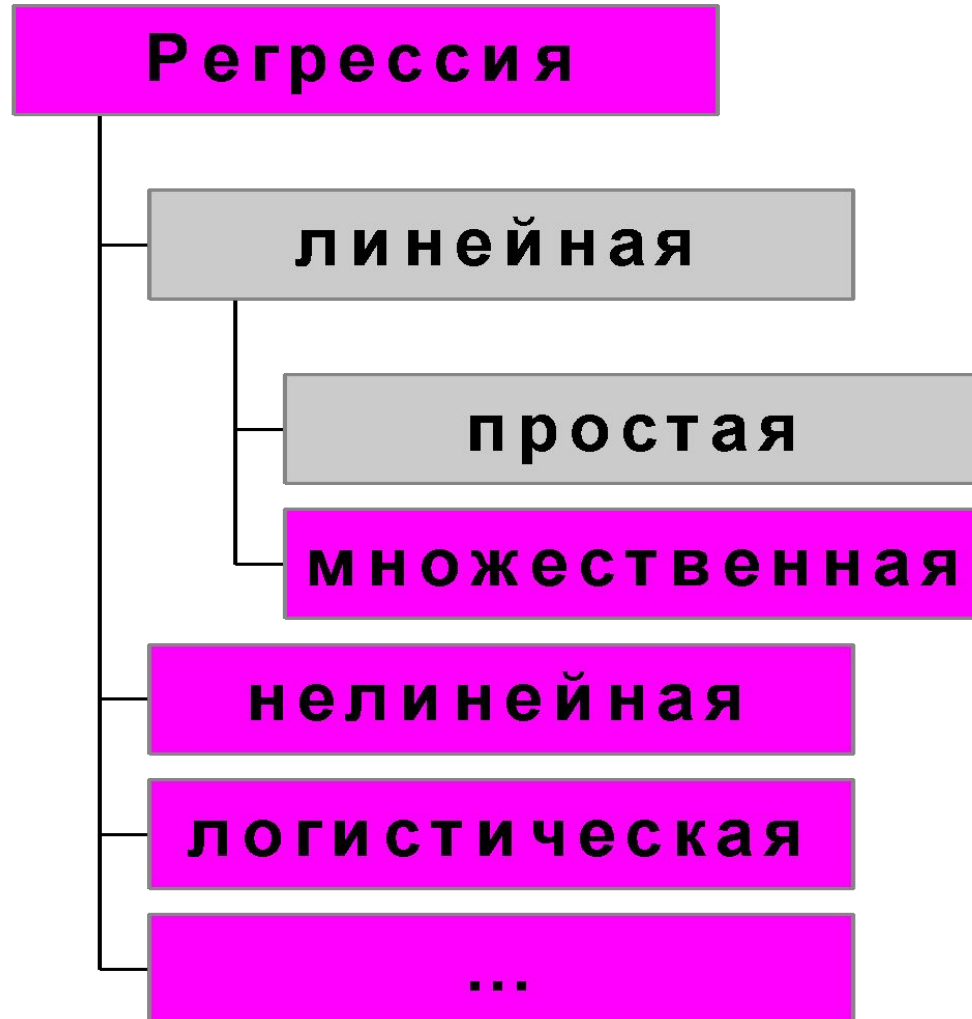 Регрессия
линейная
простая
множественная
нелинейная
логистическая
...